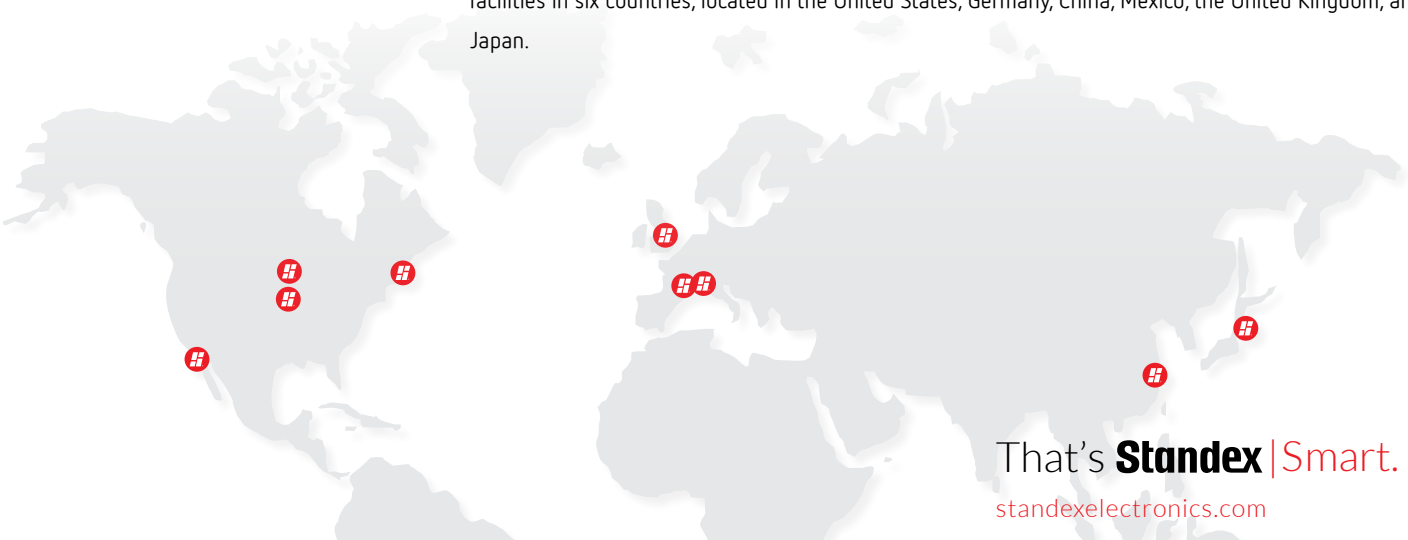 facilities in six countries, located in the United States, Germany, China, Mexico, the United Kingdom,
Japan.
That's Standex | Smart.
standexelectronics.com